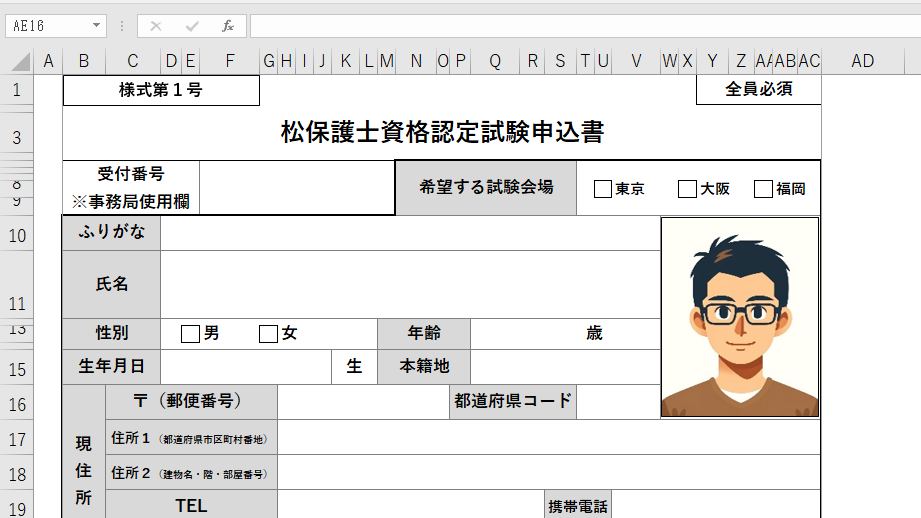 AE16
fx
A B C D E F G H I J K L M N O P Q R S T U V W X Y Z AA AB AC AD
1 様式第１号 全員必須
3 松保護士資格認定試験申込書
8 受付番号 希望する試験会場 東京 大阪 福岡
9 ※事務局使用欄
10 ふりがな
11 氏名
13 性別 男 女 年齢 歳
15 生年月日 生 本籍地
16 〒（郵便番号） 都道府県コード
現住所
17 住所１（都道府県市区町村番地）
18 住所２（建物名・階・部屋番号）
19 TEL 携帯電話